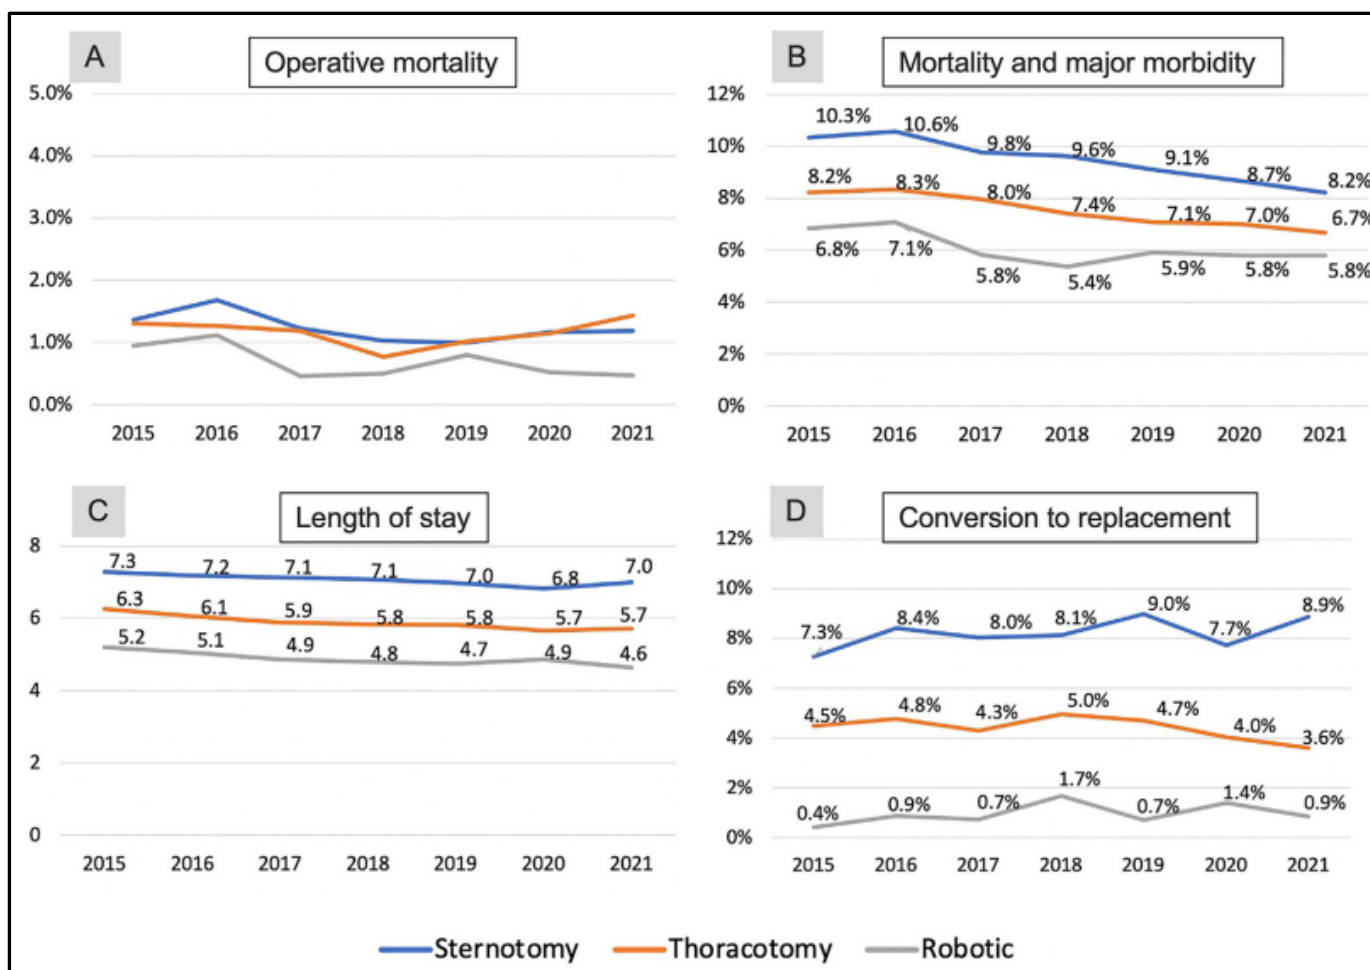 A
Operative mortality
5.0%
4.0%
3.0%
2.0%
1.0%
0.0%
2015 2016 2017 2018 2019 2020 2021
B
Mortality and major morbidity
12%
10%
8%
6%
4%
2%
0%
10.3% 10.6% 9.8% 9.6% 9.1% 8.7% 8.2%
8.2% 8.3% 8.0% 7.4% 7.1% 7.0% 6.7%
6.8% 7.1% 5.8% 5.4% 5.9% 5.8% 5.8%
2015 2016 2017 2018 2019 2020 2021
C
Length of stay
8
6
4
2
0
7.3 7.2 7.1 7.1 7.0 6.8 7.0
6.3 6.1 5.9 5.8 5.8 5.7 5.7
5.2 5.1 4.9 4.8 4.7 4.9 4.6
2015 2016 2017 2018 2019 2020 2021
D
Conversion to replacement
12%
10%
8%
6%
4%
2%
0%
7.3% 8.4% 8.0% 8.1% 9.0% 7.7% 8.9%
4.5% 4.8% 4.3% 5.0% 4.7% 4.0% 3.6%
0.4% 0.9% 0.7% 1.7% 0.7% 1.4% 0.9%
2015 2016 2017 2018 2019 2020 2021
Sternotomy Thoracotomy Robotic